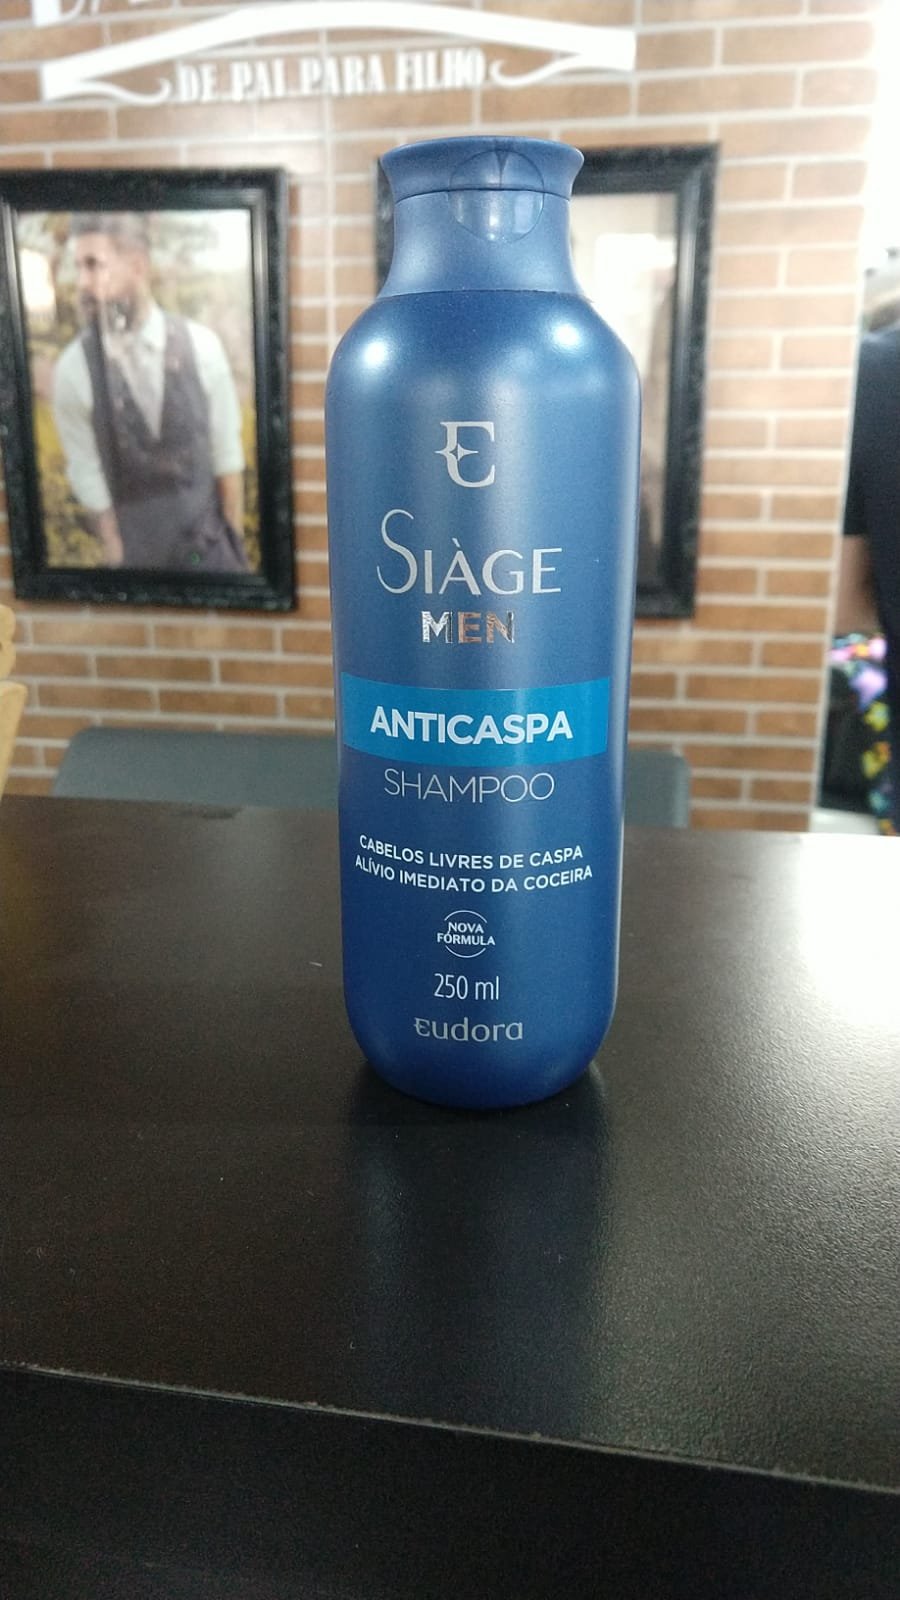 DE PAI PARA FILHO
E
SIÀGE
MEN
ANTICASPA
SHAMPOO
CABELOS LIVRES DE CASPA
ALÍVIO IMEDIATO DA COCEIRA
NOVA
FÓRMULA
250 ml
Eudora